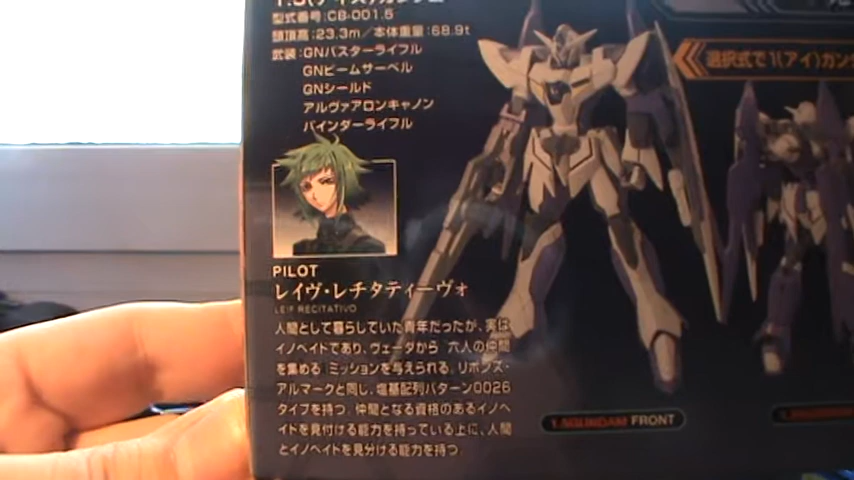 型式番号:CB-001.5
頭頂高:23.3m/本体重量:68.9t
武装:GNバスターライフル
GNビームサーベル
GNシールド
アルヴァアロンキャノン
バインダーライフル
PILOT
レイヴ・レチタティーヴォ
LEIF RECITATIVO
人間として暮らしていた青年だったが、実は
イノベイドであり、ヴェーダから 六人の仲間
を集める ミッションを与えられる。リボンズ・
アルマークと同じ、塩基配列パターン0026
タイプを持つ。仲間となる資格のあるイノベ
イドを見付ける能力を持っている上に、人間
とイノベイドを見分ける能力を持つ。
選択式で1(アイ)ガン
1.5GUNDAM FRONT